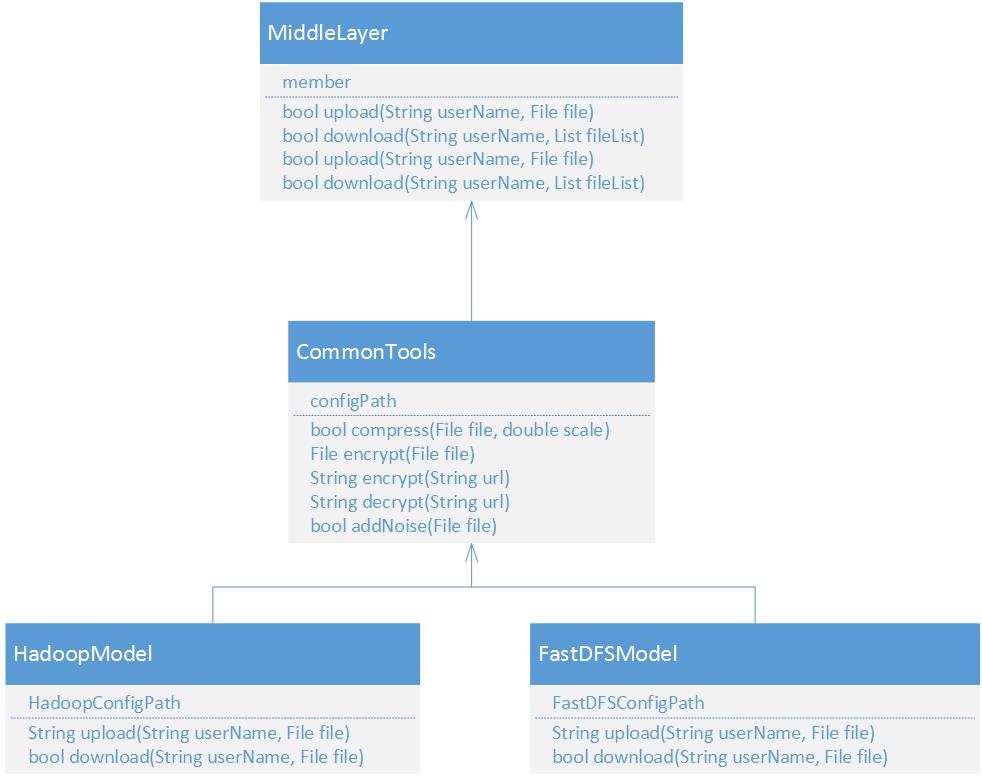 MiddleLayer
member
bool upload(String userName, File file)
bool download(String userName, List fileList)
bool upload(String userName, File file)
bool download(String userName, List fileList)
CommonTools
configPath
bool compress(File file, double scale)
File encrypt(File file)
String encrypt(String url)
String decrypt(String url)
bool addNoise(File file)
HadoopModel
HadoopConfigPath
String upload(String userName, File file)
bool download(String userName, File file)
FastDFSModel
FastDFSConfigPath
String upload(String userName, File file)
bool download(String userName, File file)